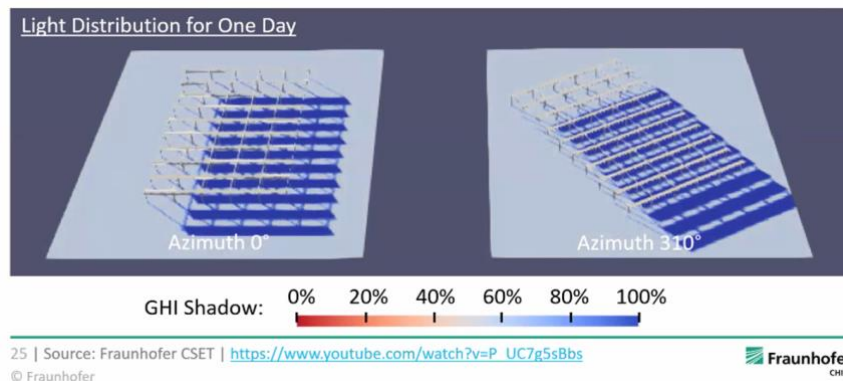 Light Distribution for One Day
Azimuth 0°
Azimuth 310°
GHI Shadow:
0% 20% 40% 60% 80% 100%
25 | Source: Fraunhofer CSET | https://www.youtube.com/watch?v=P_UC7g5sBbs
© Fraunhofer
Fraunhofe
CHI